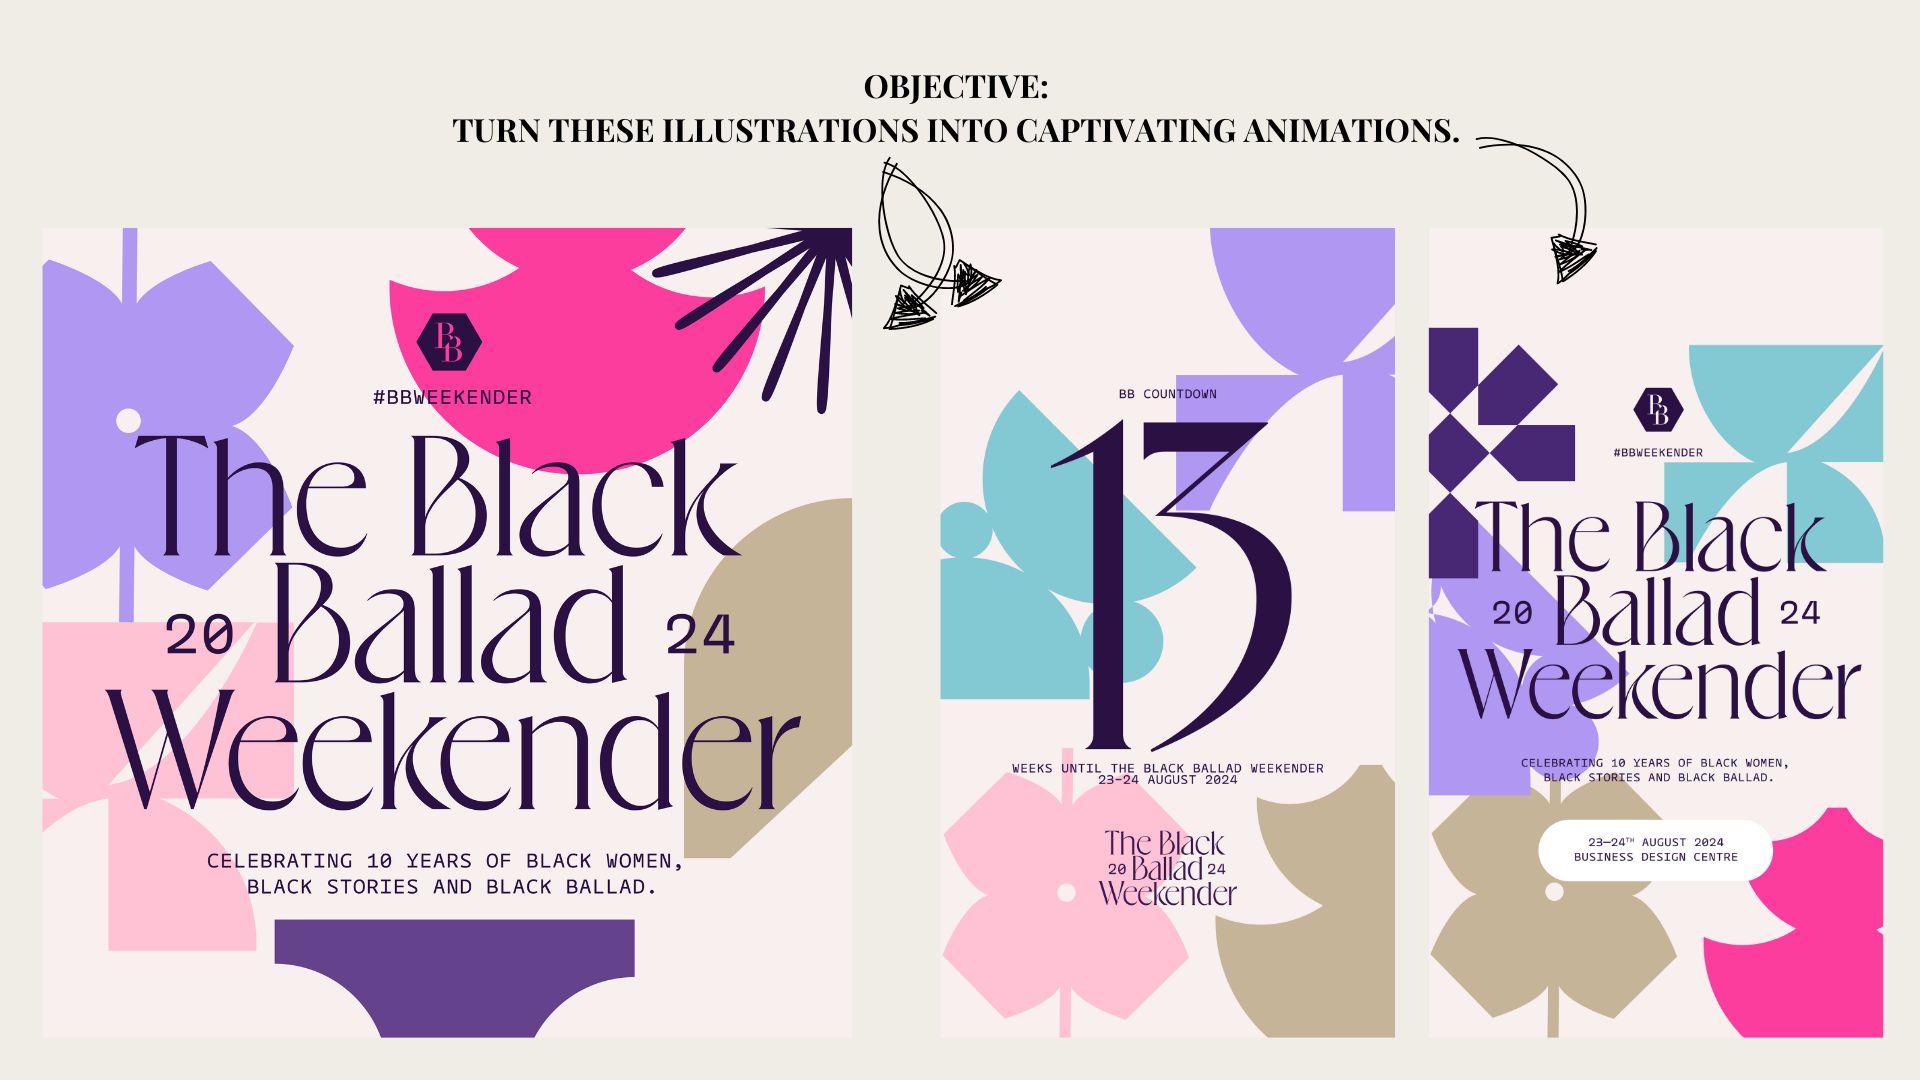 OBJECTIVE:
TURN THESE ILLUSTRATIONS INTO CAPTIVATING ANIMATIONS.
BB
#BBWEEKENDER
The Black
20 Ballad 24
Weekender
CELEBRATING 10 YEARS OF BLACK WOMEN,
BLACK STORIES AND BLACK BALLAD.
BB COUNTDOWN
13
WEEKS UNTIL THE BLACK BALLAD WEEKENDER
23-24 AUGUST 2024
The Black
20 Ballad 24
Weekender
BB
#BBWEEKENDER
The Black
20 Ballad 24
Weekender
CELEBRATING 10 YEARS OF BLACK WOMEN,
BLACK STORIES AND BLACK BALLAD.
23—24TH AUGUST 2024
BUSINESS DESIGN CENTRE